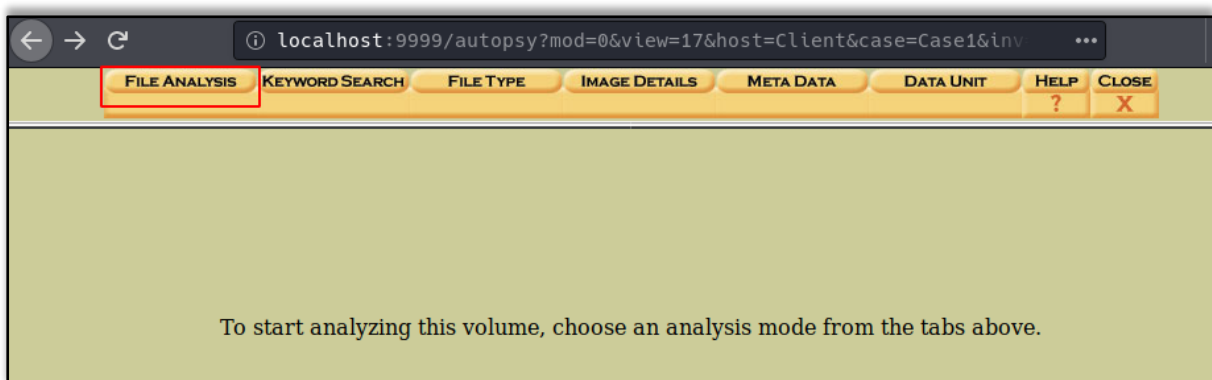 localhost:9999/autopsy?mod=0&view=17&host=Client&case=Case1&inv
FILE ANALYSIS KEYWORD SEARCH FILE TYPE IMAGE DETAILS META DATA DATA UNIT HELP CLOSE
? X
To start analyzing this volume, choose an analysis mode from the tabs above.